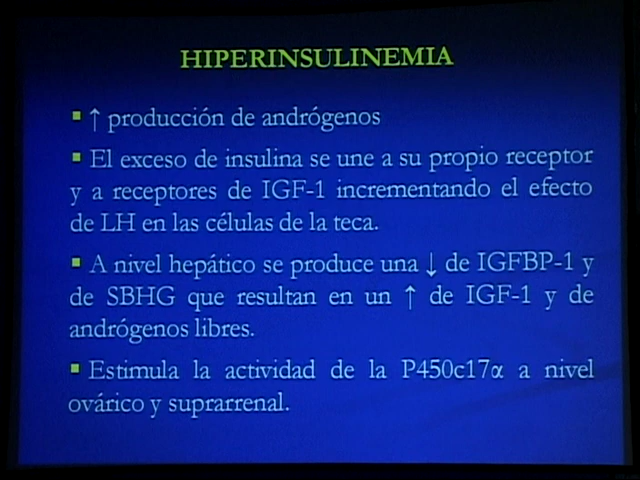 HIPERINSULINEMIA
▪ ↑ producción de andrógenos
▪ El exceso de insulina se une a su propio receptor
y a receptores de IGF-1 incrementando el efecto
de LH en las células de la teca.
▪ A nivel hepático se produce una ↓ de IGFBP-1 y
de SBHG que resultan en un ↑ de IGF-1 y de
andrógenos libres.
▪ Estimula la actividad de la P450c17α a nivel
ovárico y suprarrenal.